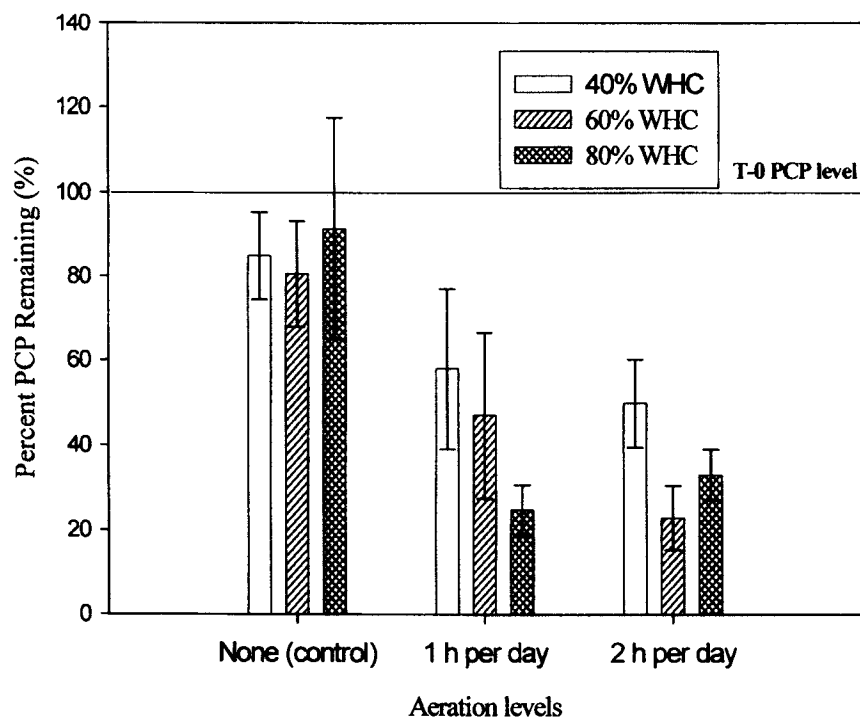 140
120
100
80
60
40
20
0
Percent PCP Remaining (%)
40% WHC
60% WHC
80% WHC
T-0 PCP level
None (control)
1 h per day
2 h per day
Aeration levels